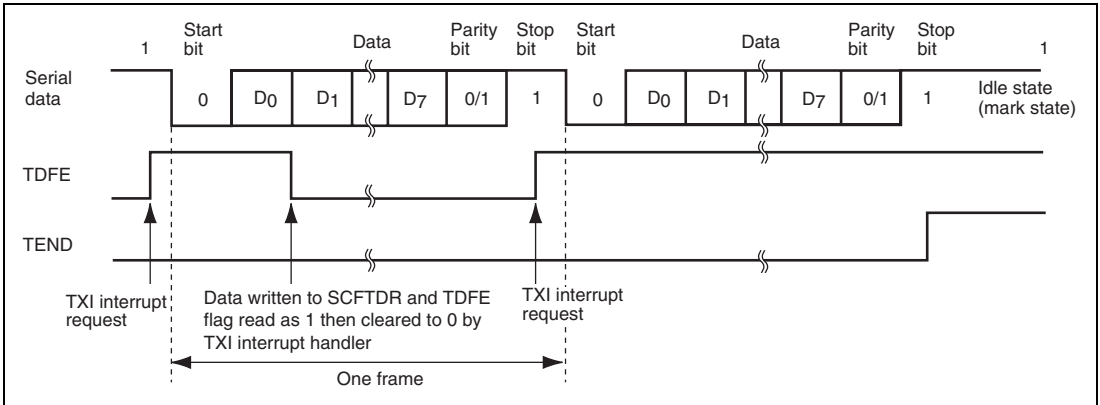 1 Start bit Data Parity bit Stop bit Start bit Data Parity bit Stop bit 1
Serial data 0 D0 D1 D7 0/1 1 0 D0 D1 D7 0/1 1 Idle state (mark state)
TDFE
TEND
TXI interrupt request
Data written to SCFTDR and TDFE
flag read as 1 then cleared to 0 by
TXI interrupt handler
TXI interrupt request
One frame